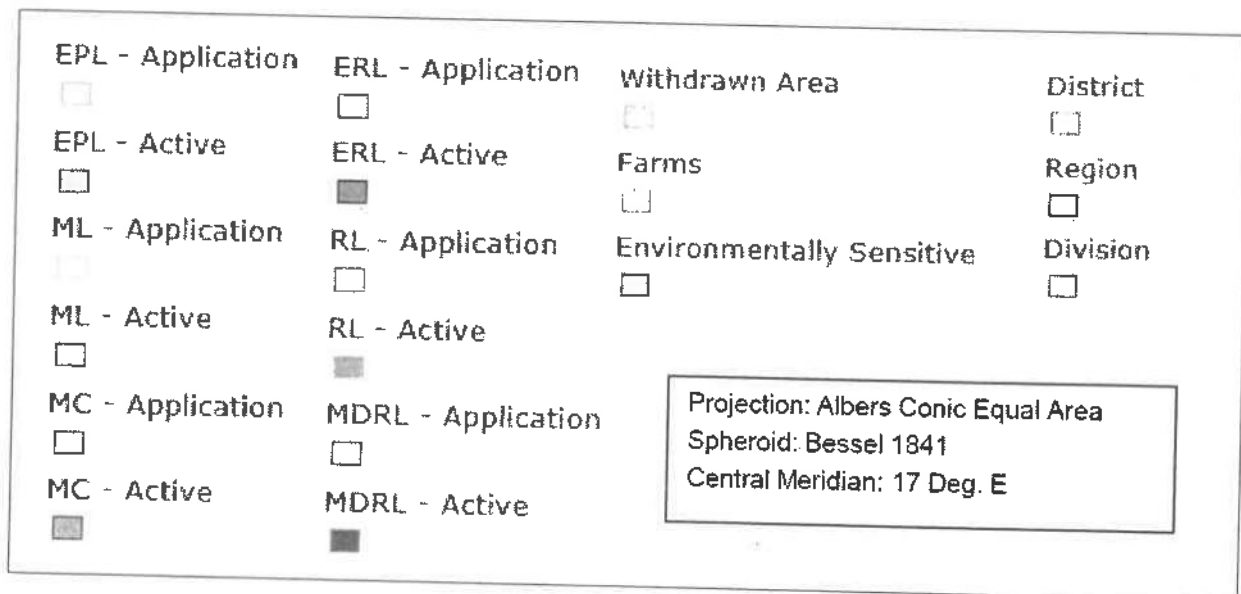 EPL - Application
EPL - Active
ML - Application
ML - Active
MC - Application
MC - Active
ERL - Application
ERL - Active
RL - Application
RL - Active
MDRL - Application
MDRL - Active
Withdrawn Area
Farms
Environmentally Sensitive
District
Region
Division
Projection: Albers Conic Equal Area
Spheroid: Bessel 1841
Central Meridian: 17 Deg. E